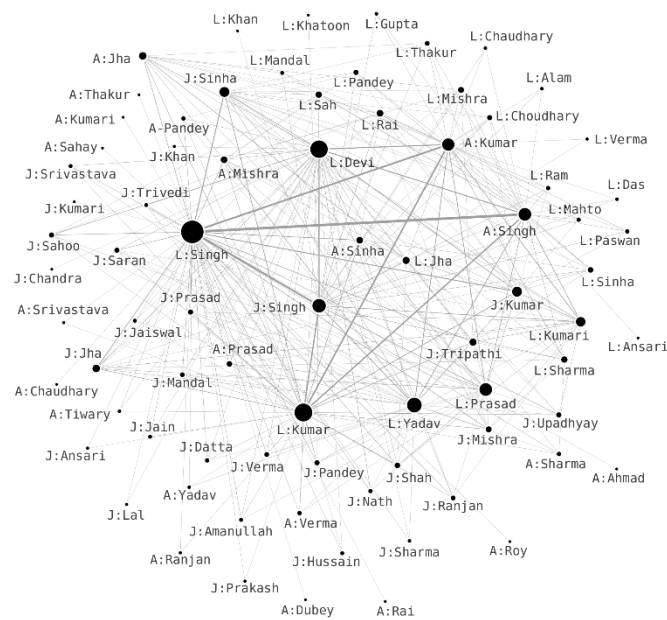 L:Gupta
L:Khan
L:Khatoon
L:Chaudhary
L:Thakur
A:Jha
L:Mandal
J:Sinha
L:Pandey
L:Alam
A:Thakur
L:Sah
L:Mishra
A:Kumari
A-Pandey
L:Rai
L:Choudhary
A:Sahay
J:Khan
L:Devi
A:Kumar
L:Verma
J:Srivastava
A:Mishra
L:Ram
J:Trivedi
L:Das
J:Kumari
L:Mahto
A:Singh
J:Sahoo
L:Paswan
J:Saran
L:Singh
A:Sinha
L:Jha
J:Chandra
L:Sinha
J:Prasad
J:Kumar
A:Srivastava
J:Singh
J:Jaiswal
L:Kumari
L:Ansari
A:Prasad
J:Jha
J:Tripathi
L:Sharma
J:Mandal
A:Chaudhary
L:Prasad
A:Tiwary
J:Upadhyay
J:Jain
L:Kumar
L:Yadav
J:Mishra
J:Ansari
J:Datta
A:Sharma
J:Verma
J:Pandey
J:Shah
A:Ahmad
A:Yadav
J:Nath
J:Ranjan
J:Lal
J:Amanullah
A:Verma
A:Ranjan
J:Hussain
J:Sharma
A:Roy
J:Prakash
A:Dubey
A:Rai